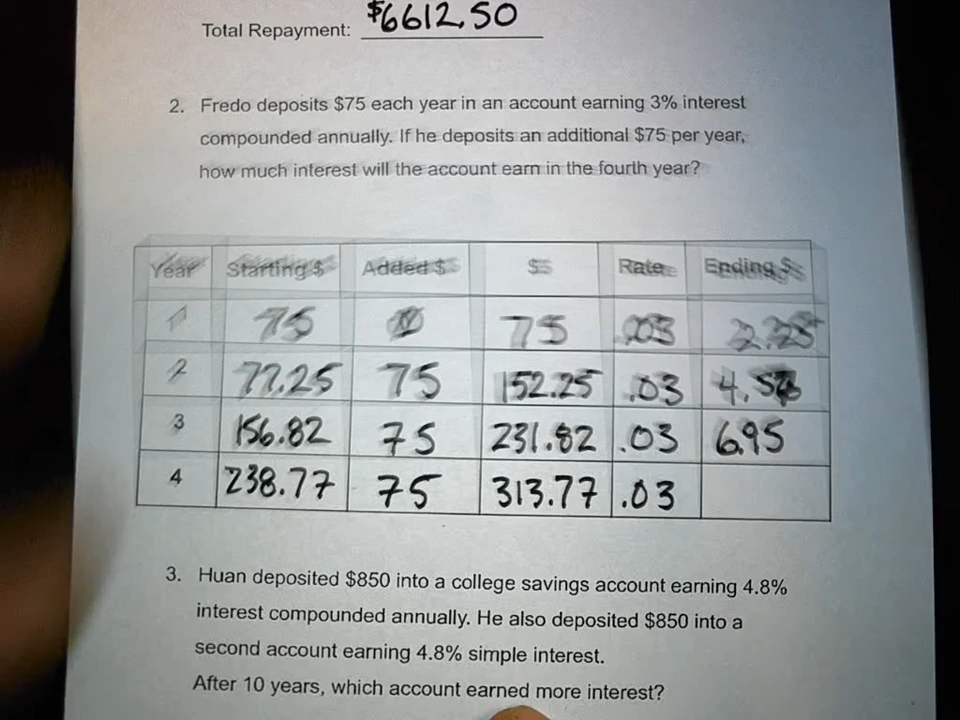 Total Repayment: $6612.50
2. Fredo deposits $75 each year in an account earning 3% interest
compounded annually. If he deposits an additional $75 per year,
how much interest will the account earn in the fourth year?
Year Starting $ Added $ $ Rate Ending $
1 75 0 75 .03 2.25
2 77.25 75 152.25 .03 4.57
3 156.82 75 231.82 .03 6.95
4 238.77 75 313.77 .03
3. Huan deposited $850 into a college savings account earning 4.8%
interest compounded annually. He also deposited $850 into a
second account earning 4.8% simple interest.
After 10 years, which account earned more interest?